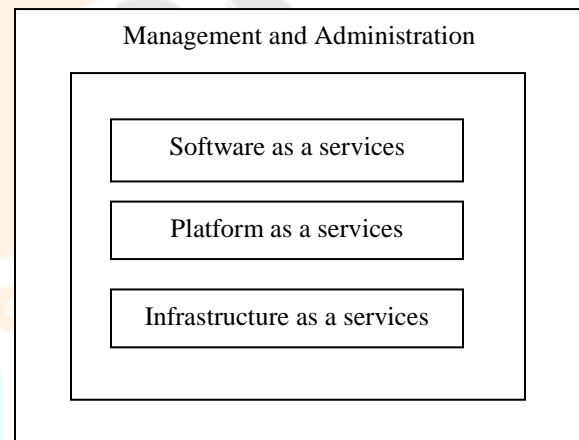 Management and Administration
Software as a services
Platform as a services
Infrastructure as a services